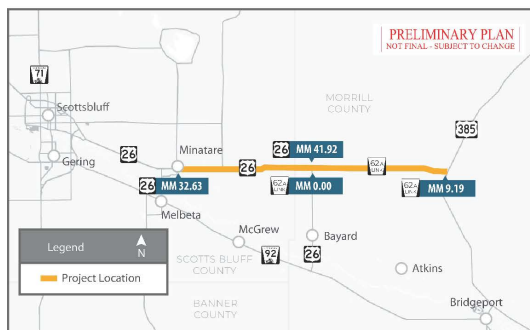 PRELIMINARY PLAN
NOT FINAL - SUBJECT TO CHANGE
71
MORRILL
COUNTY
Scottsbluff
385
26
MM 41.92
Minatare
26
26
62A
LINK
Gering
26
MM 32.63
62A
LINK
MM 0.00
62A
LINK
MM 9.19
Melbeta
McGrew
Bayard
Legend
N
92
26
SCOTTS BLUFF
COUNTY
Atkins
Project Location
BANNER
COUNTY
Bridgeport